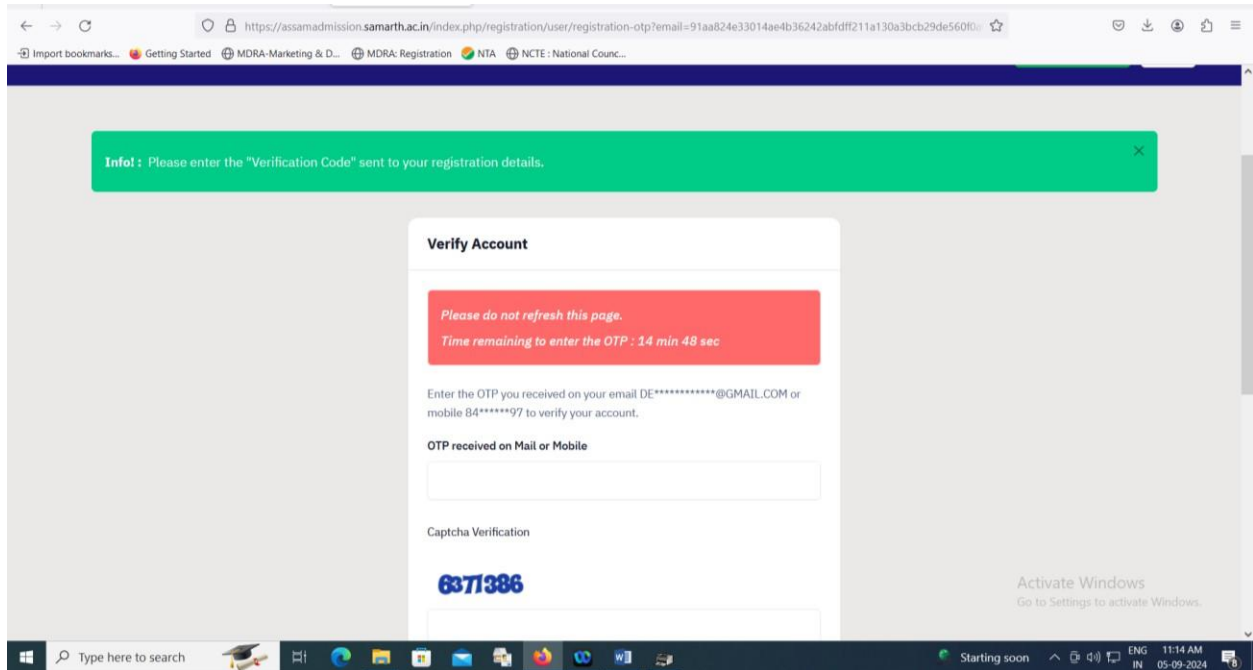 https://assamadmission.samarth.ac.in/index.php/registration/user/registration-otp?email=91aa824e33014ae4b36242abfdff211a130a3bcb29de560f0
Import bookmarks... Getting Started MDRA-Marketing & D... MDRA: Registration NTA NCTE : National Counc...
Info! : Please enter the "Verification Code" sent to your registration details.
Verify Account
Please do not refresh this page.
Time remaining to enter the OTP : 14 min 48 sec
Enter the OTP you received on your email DE************@GMAIL.COM or
mobile 84******97 to verify your account.
OTP received on Mail or Mobile
Captcha Verification
6371386
Activate Windows
Go to Settings to activate Windows.
Type here to search
Starting soon
ENG 11:14 AM
IN 05-09-2024